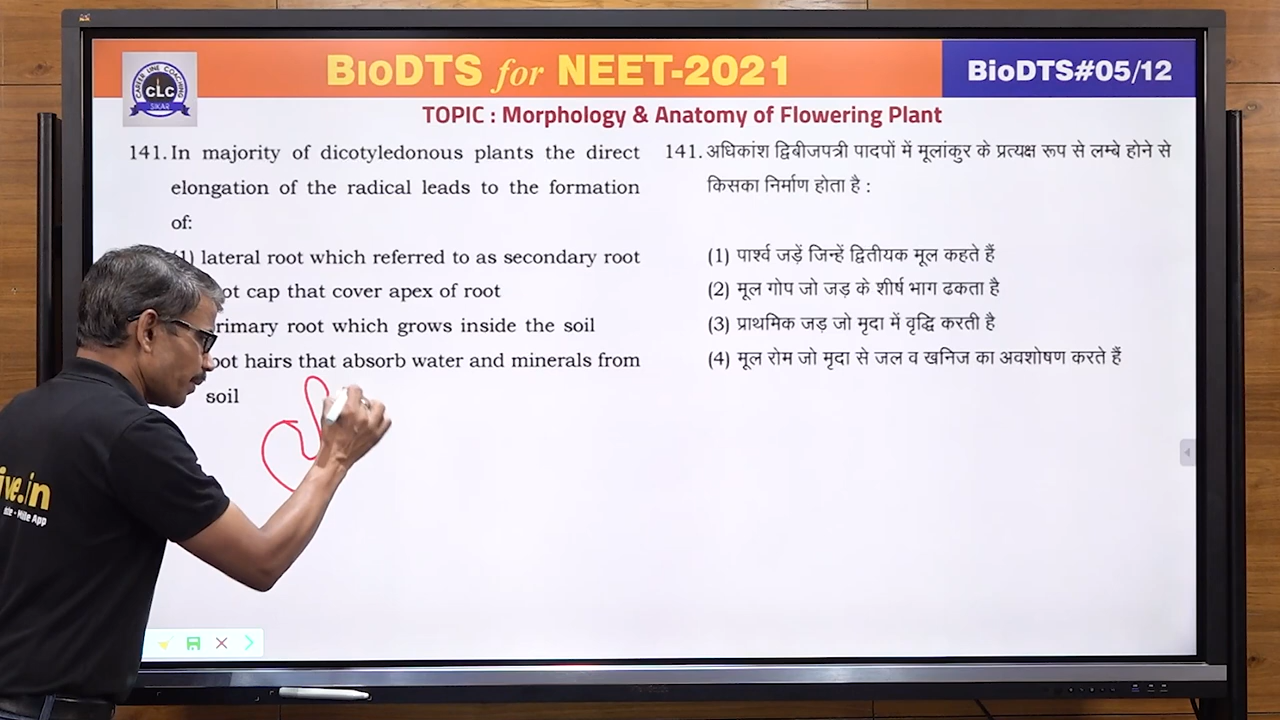 BIODTS for NEET-2021
BioDTS#05/12
CAREER LINE COACHING
CLC
SIKAR
TOPIC : Morphology & Anatomy of Flowering Plant
141. In majority of dicotyledonous plants the direct
elongation of the radical leads to the formation
of:
1) lateral root which referred to as secondary root
ot cap that cover apex of root
rimary root which grows inside the soil
oot hairs that absorb water and minerals from
soil
141. अधिकांश द्विबीजपत्री पादपों में मूलांकुर के प्रत्यक्ष रूप से लम्बे होने से
किसका निर्माण होता है :
(1) पार्श्व जड़ें जिन्हें द्वितीयक मूल कहते हैं
(2) मूल गोप जो जड़ के शीर्ष भाग ढकता है
(3) प्राथमिक जड़ जो मृदा में वृद्धि करती है
(4) मूल रोम जो मृदा से जल व खनिज का अवशोषण करते हैं
ive.in